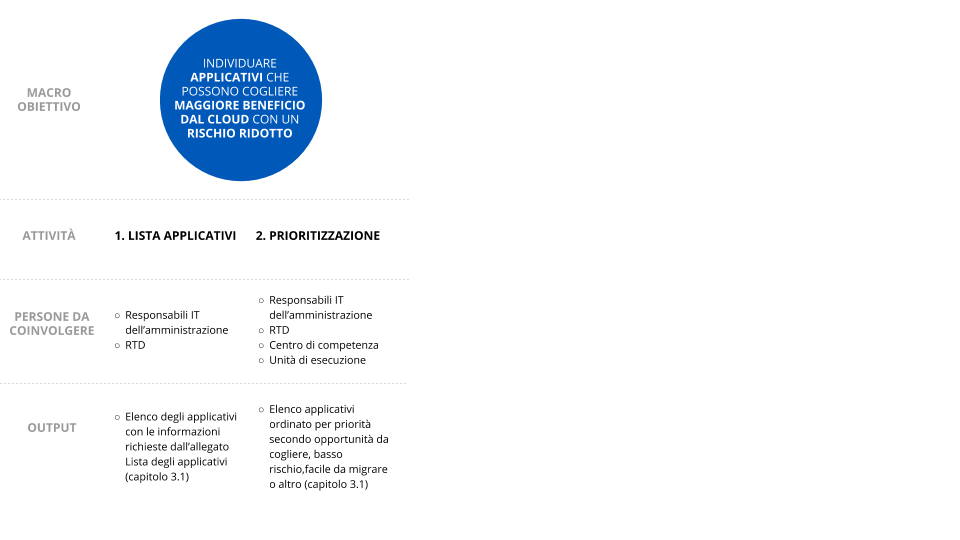 MACRO
OBIETTIVO
INDIVIDUARE
APPLICATIVI CHE
POSSONO COGLIERE
MAGGIORE BENEFICIO
DAL CLOUD CON UN
RISCHIO RIDOTTO
ATTIVITÀ
1. LISTA APPLICATIVI
2. PRIORITIZZAZIONE
PERSONE DA
COINVOLGERE
○ Responsabili IT
dell'amministrazione
○ RTD
○ Responsabili IT
dell'amministrazione
○ RTD
○ Centro di competenza
○ Unità di esecuzione
OUTPUT
○ Elenco degli applicativi
con le informazioni
richieste dall'allegato
Lista degli applicativi
(capitolo 3.1)
○ Elenco applicativi
ordinato per priorità
secondo opportunità da
cogliere, basso
rischio,facile da migrare
o altro (capitolo 3.1)